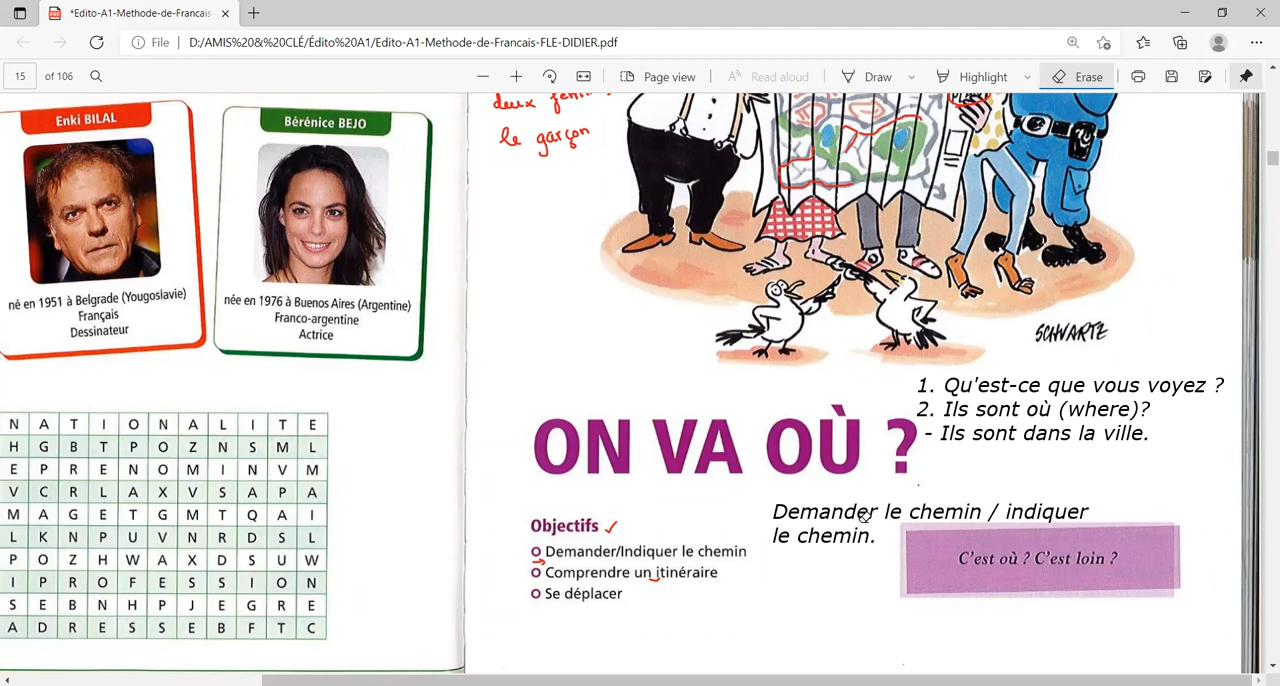 *Edito-A1-Methode-de-Francais
File
D:/AMIS%20&%20CLÉ/Édito%20A1/Edito-A1-Methode-de-Francais-FLE-DIDIER.pdf
15 of 106
Page view
Read aloud
Draw
Highlight
Erase
Enki BILAL
né en 1951 à Belgrade (Yougoslavie)
Français
Dessinateur
Bérénice BEJO
née en 1976 à Buenos Aires (Argentine)
Franco-argentine
Actrice
N A T I O N A L I T E
H G B T P O Z N S M L
E P R E N O M I N V M
V C R L A X V S A P A
M A G E T G M T Q A I
L K N P U V N R D S L
P O Z H W A X D S U W
I P R O F E S S I O N
S E B N H P J E G R E
A D R E S S E B F T C
deux
le garçon
SCHVARTZ
1. Qu'est-ce que vous voyez ?
2. Ils sont où (where)?
- Ils sont dans la ville.
ON VA OÙ ?
Objectifs
Demander/Indiquer le chemin
Comprendre un itinéraire
Se déplacer
Demander le chemin / indiquer
le chemin.
C'est où ? C'est loin ?